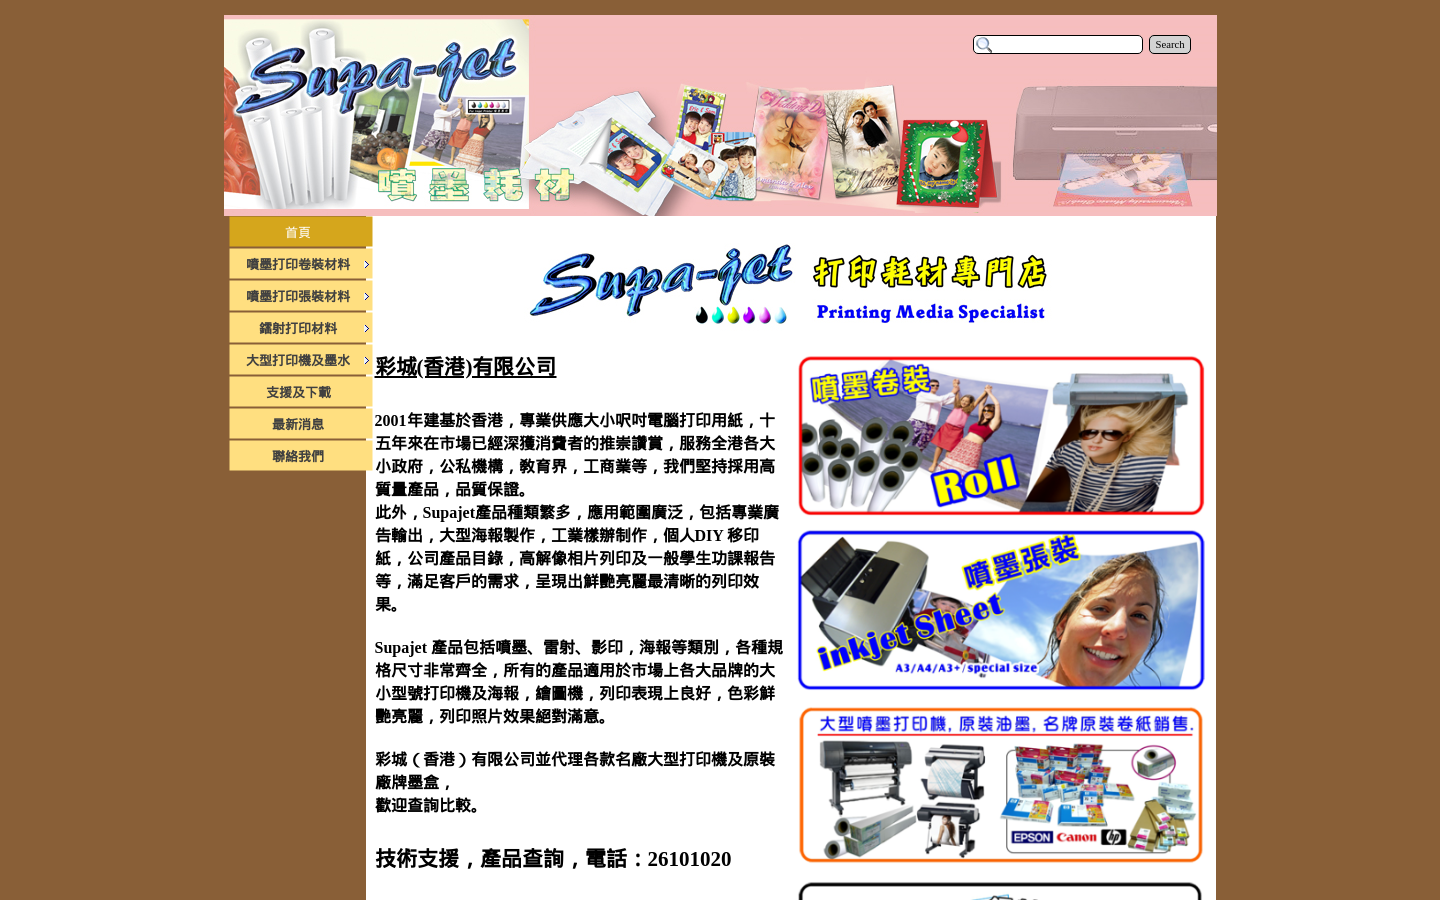 Supa-jet
噴墨耗材
Search
首頁
噴墨打印卷裝材料
噴墨打印張裝材料
鐳射打印材料
大型打印機及墨水
支援及下載
最新消息
聯絡我們
Supa-jet 打印耗材專門店
Printing Media Specialist
彩城(香港)有限公司
2001年建基於香港，專業供應大小呎吋電腦打印用紙，十
五年來在市場已經深獲消費者的推崇讚賞，服務全港各大
小政府，公私機構，敎育界，工商業等，我們堅持採用高
質量產品，品質保證。
此外，Supajet產品種類繁多，應用範圍廣泛，包括專業廣
告輸出，大型海報製作，工業樣辦制作，個人DIY 移印
紙，公司產品目錄，高解像相片列印及一般學生功課報告
等，滿足客戶的需求，呈現出鮮艷亮麗最清晰的列印效
果。
Supajet 產品包括噴墨、雷射、影印，海報等類別，各種規
格尺寸非常齊全，所有的產品適用於市場上各大品牌的大
小型號打印機及海報，繪圖機，列印表現上良好，色彩鮮
艷亮麗，列印照片效果絕對滿意。
彩城（香港）有限公司並代理各款名廠大型打印機及原裝
廠牌墨盒，
歡迎查詢比較。
技術支援，產品查詢，電話：26101020
噴墨卷裝
Roll
噴墨張裝
inkjet Sheet
A3/A4/A3+/special size
大型噴墨打印機, 原裝油墨, 名牌原裝卷紙銷售.
EPSON Canon hp